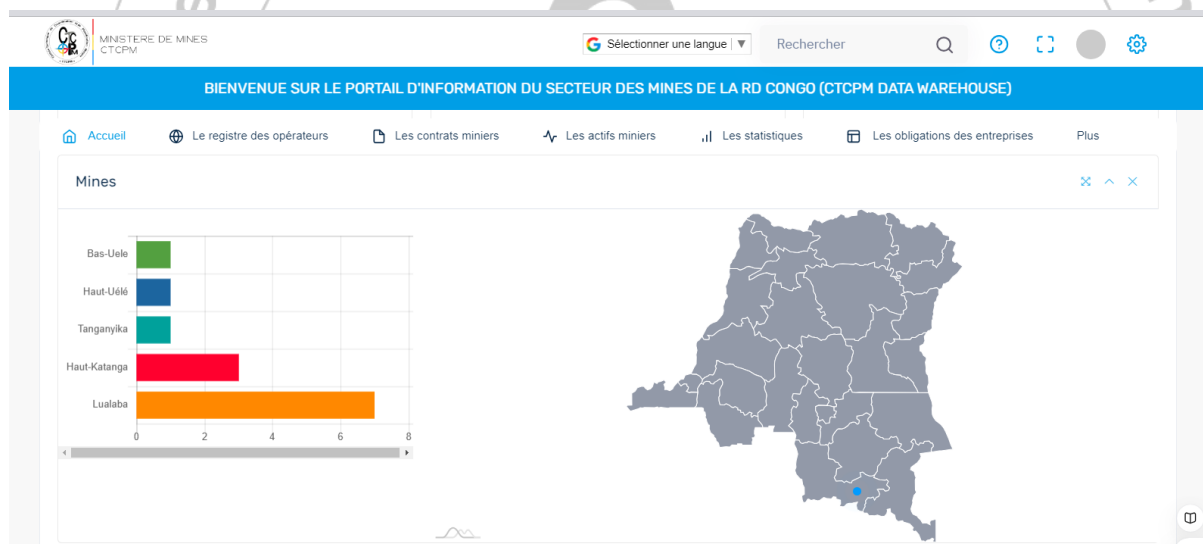 MINISTERE DE MINES
CTCPM
Sélectionner une langue
Rechercher
BIENVENUE SUR LE PORTAIL D'INFORMATION DU SECTEUR DES MINES DE LA RD CONGO (CTCPM DATA WAREHOUSE)
Accueil Le registre des opérateurs Les contrats miniers Les actifs miniers Les statistiques Les obligations des entreprises Plus
Mines
Bas-Uele
Haut-Uélé
Tanganyika
Haut-Katanga
Lualaba
0 2 4 6 8